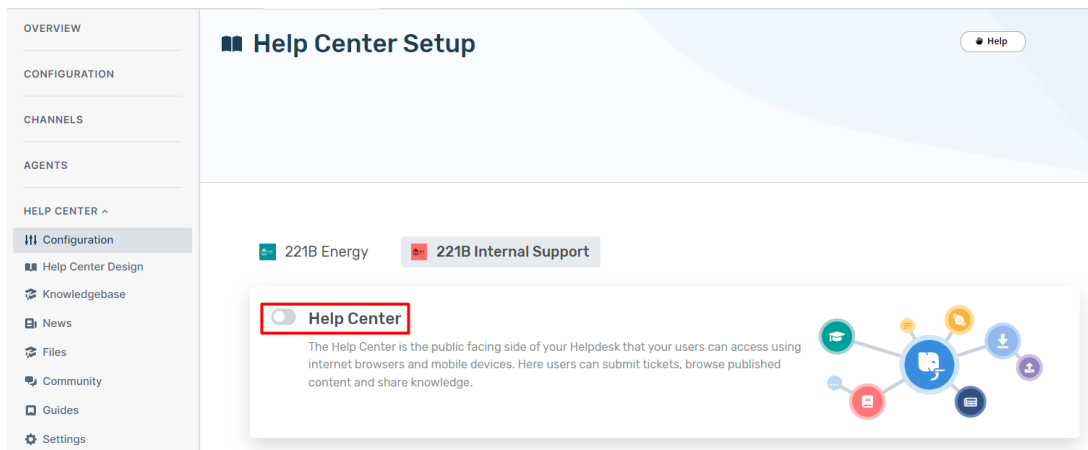 OVERVIEW
CONFIGURATION
CHANNELS
AGENTS
HELP CENTER
Configuration
Help Center Design
Knowledgebase
News
Files
Community
Guides
Settings
Help Center Setup
Help
221B Energy
221B Internal Support
Help Center
The Help Center is the public facing side of your Helpdesk that your users can access using
internet browsers and mobile devices. Here users can submit tickets, browse published
content and share knowledge.